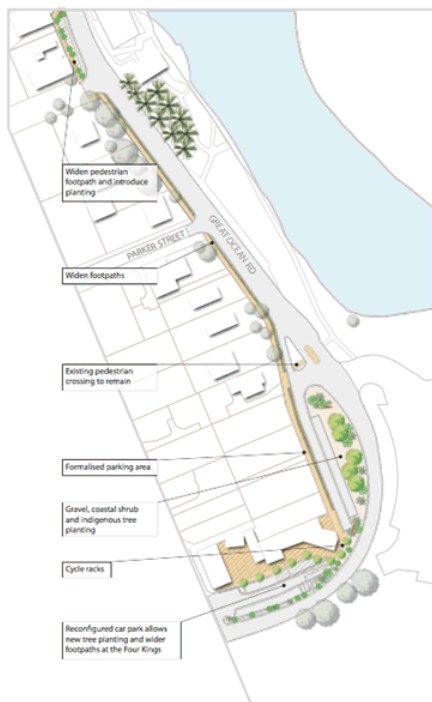 Widen pedestrian
footpath and introduce
planting
GREAT OCEAN RD
PARKER STREET
Widen footpaths
Existing pedestrian
crossing to remain
Formalised parking area
Gravel, coastal shrub
and indigenous tree
planting
Cycle racks
Reconfigured car park allows
new tree planting and wider
footpaths at the Four Kings